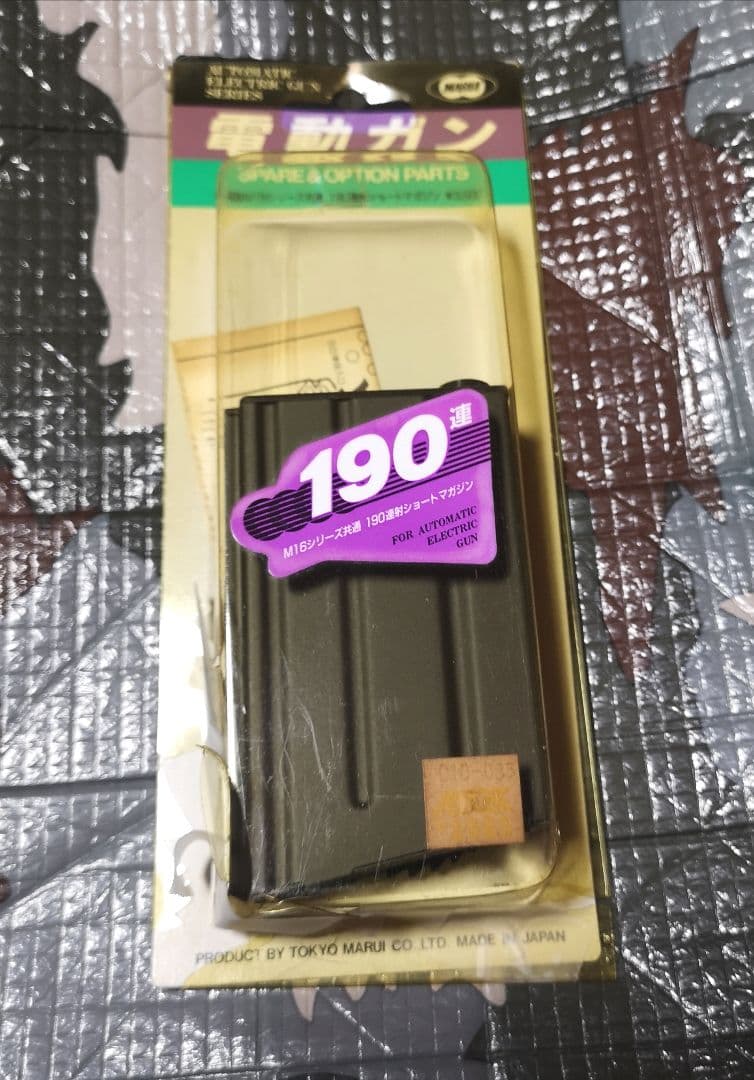 AUTOMATIC
ELECTRIC GUN
SERIES
MARUI
電動ガン
SPARE & OPTION PARTS
190連
M16シリーズ共通 190連射ショートマガジン
FOR AUTOMATIC
ELECTRIC
GUN
PRODUCT BY TOKYO MARUI CO., LTD. MADE IN JAPAN